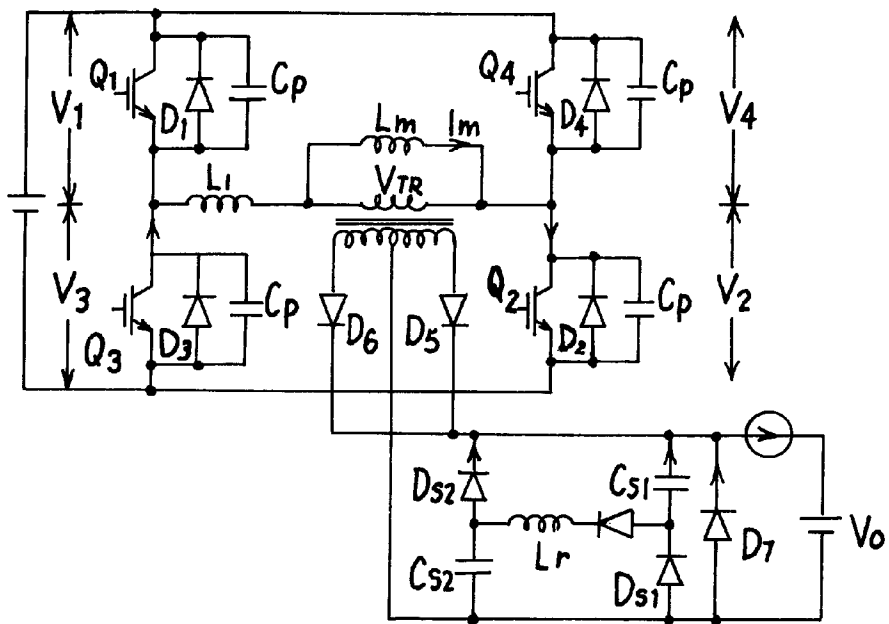 Q1
D1
Cp
V1
Q4
D4
Cp
V4
Lm
Im
L1
VTR
V3
Q3
D3
Cp
Q2
D2
Cp
V2
D6
D5
DS2
CS1
CS2
Lr
DS1
D7
Vo